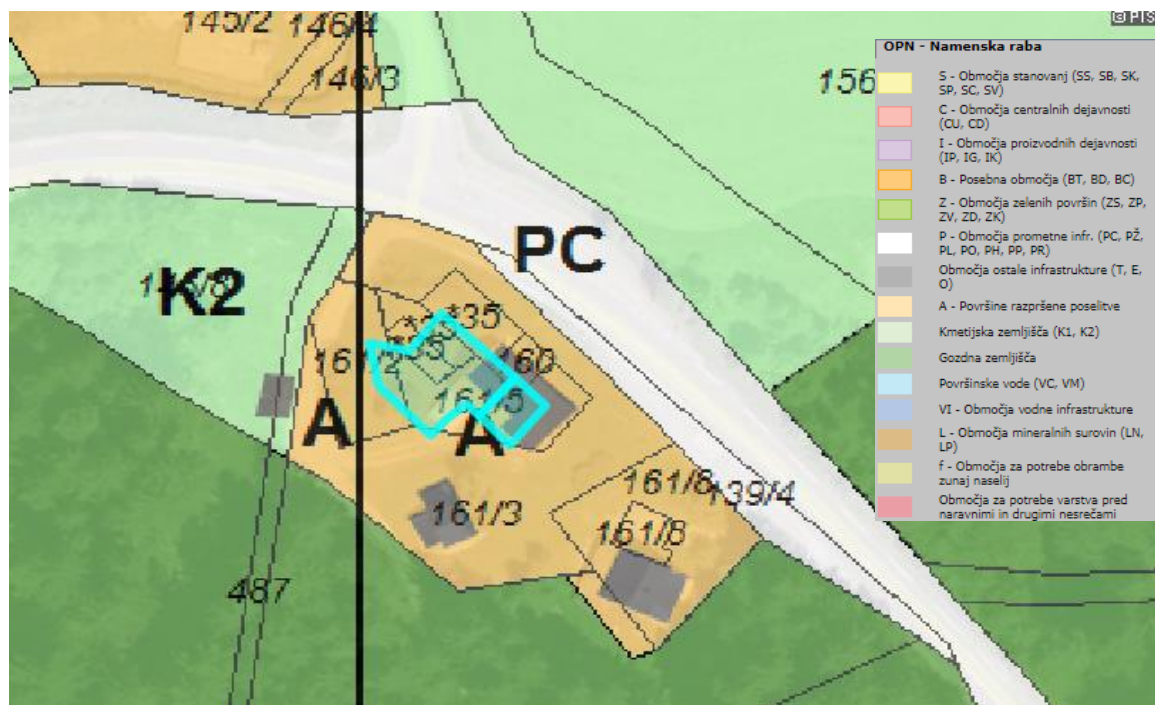 145/2
146/4
146/3
156
© PIS
PC
K2
*35
160
161/5
A
A
161/3
161/6
139/4
161/8
487
OPN - Namenska raba
S - Območja stanovanj (SS, SB, SK,
SP, SC, SV)
C - Območja centralnih dejavnosti
(CU, CD)
I - Območja proizvodnih dejavnosti
(IP, IG, IK)
B - Posebna območja (BT, BD, BC)
Z - Območja zelenih površin (ZS, ZP,
ZV, ZD, ZK)
P - Območja prometne infr. (PC, PŽ,
PL, PO, PH, PP, PR)
Območja ostale infrastrukture (T, E,
O)
A - Površine razpršene poselitve
Kmetijska zemljišča (K1, K2)
Gozdna zemljišča
Površinske vode (VC, VM)
VI - Območja vodne infrastrukture
L - Območja mineralnih surovin (LN,
LP)
f - Območja za potrebe obrambe
zunaj naselij
Območja za potrebe varstva pred
naravnimi in drugimi nesrečami